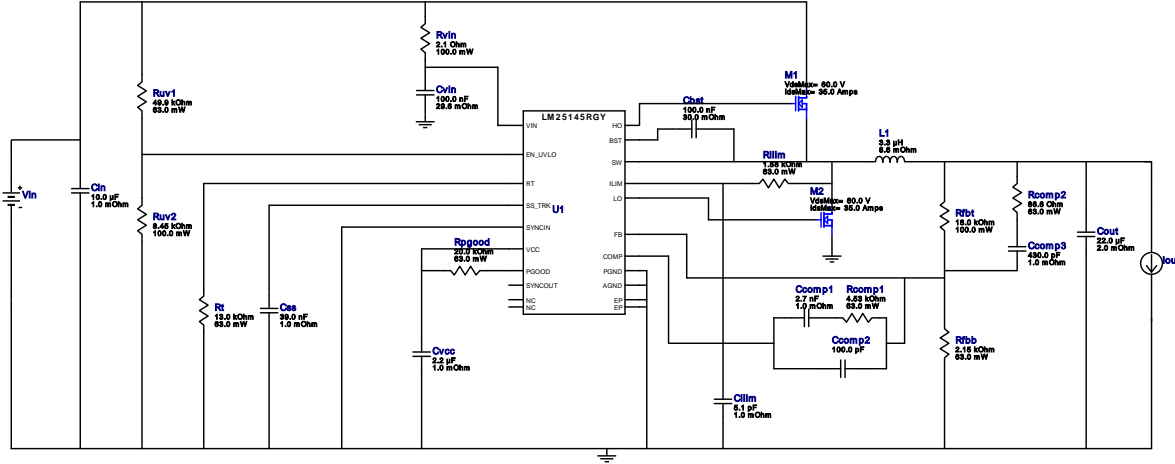 Rvin
2.1 Ohm
100.0 mW
Cvin
100.0 nF
29.6 mOhm
Ruv1
49.9 kOhm
63.0 mW
M1
VdsMax= 60.0 V
IdsMax= 35.0 Amps
Cbst
100.0 nF
30.0 mOhm
LM25145RGY
VIN
EN_UVLO
RT
SS_TRK
SYNCIN
VCC
PGOOD
SYNCOUT
NC
NC
HO
BST
SW
ILIM
LO
FB
COMP
PGND
AGND
EP
EP
U1
L1
3.3 µH
6.6 mOhm
Rilim
1.58 kOhm
63.0 mW
M2
VdsMax= 60.0 V
IdsMax= 35.0 Amps
Vin
Cin
10.0 µF
1.0 mOhm
Ruv2
8.45 kOhm
100.0 mW
Rpgood
20.0 kOhm
63.0 mW
Rfbt
18.0 kOhm
100.0 mW
Rcomp2
63.0 mW
Ccomp3
430.0 pF
1.0 mOhm
Cout
22.0 µF
2.0 mOhm
Iou
Rt
13.0 kOhm
63.0 mW
Css
39.0 nF
1.0 mOhm
Cvcc
2.2 µF
1.0 mOhm
Ccomp1
2.7 nF
1.0 mOhm
Rcomp1
4.53 kOhm
63.0 mW
Ccomp2
100.0 pF
Rfbb
2.15 kOhm
63.0 mW
Cilim
5.1 pF
1.0 mOhm